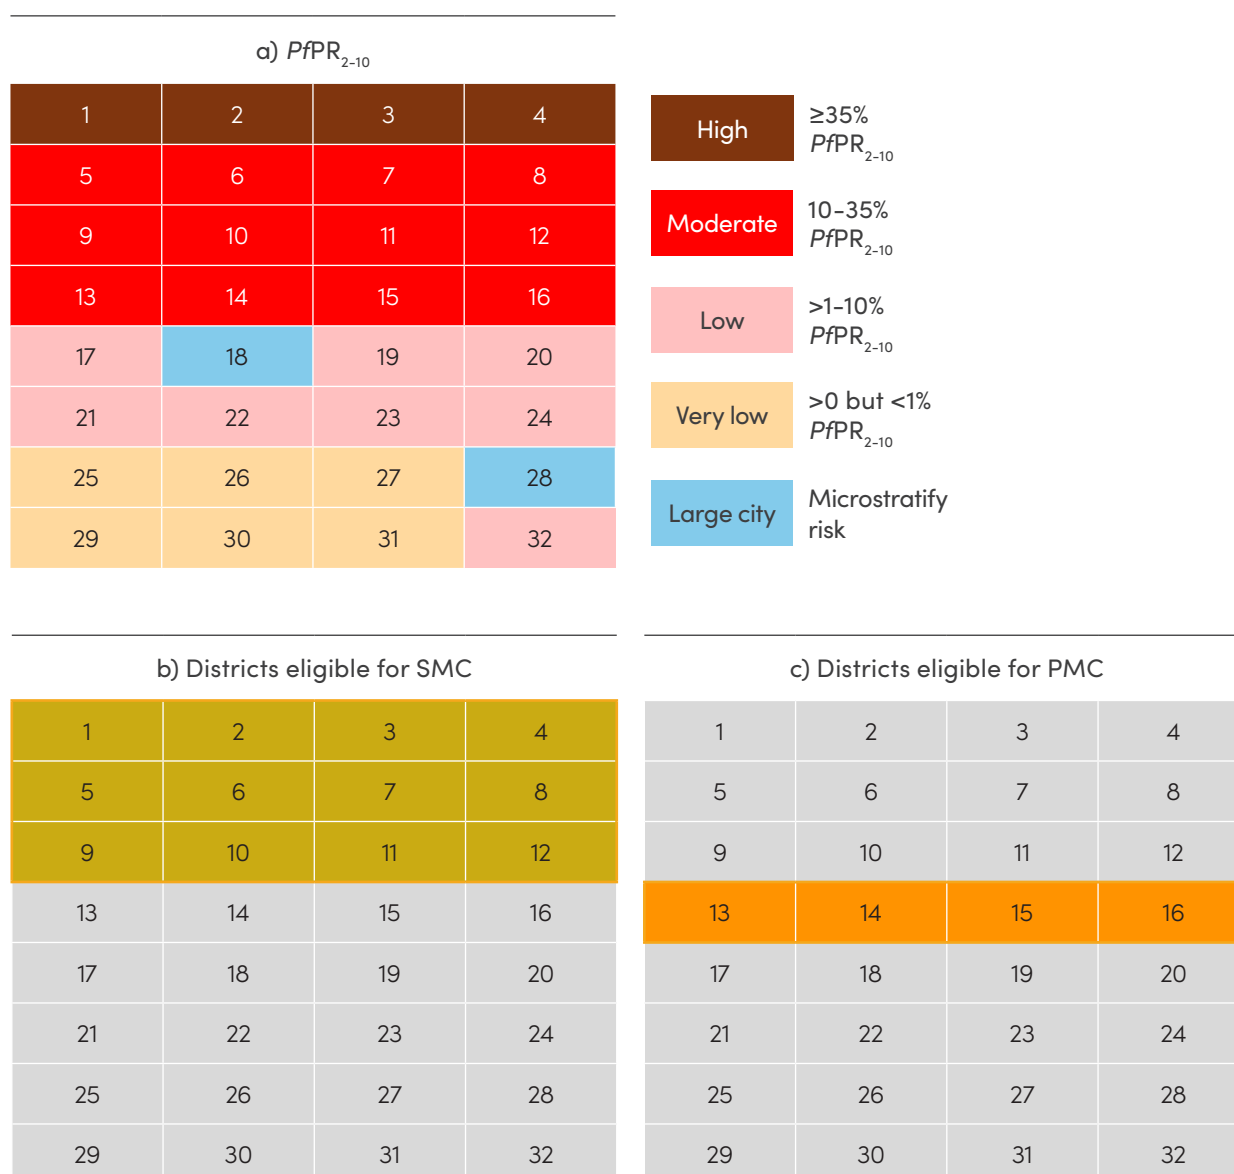 a) PfPR2-10
1 2 3 4
5 6 7 8
9 10 11 12
13 14 15 16
17 18 19 20
21 22 23 24
25 26 27 28
29 30 31 32
High ≥35%
PfPR2-10
Moderate 10-35%
PfPR2-10
Low >1-10%
PfPR2-10
Very low >0 but <1%
PfPR2-10
Large city Microstratify
risk
b) Districts eligible for SMC
1 2 3 4
5 6 7 8
9 10 11 12
13 14 15 16
17 18 19 20
21 22 23 24
25 26 27 28
29 30 31 32
c) Districts eligible for PMC
1 2 3 4
5 6 7 8
9 10 11 12
13 14 15 16
17 18 19 20
21 22 23 24
25 26 27 28
29 30 31 32